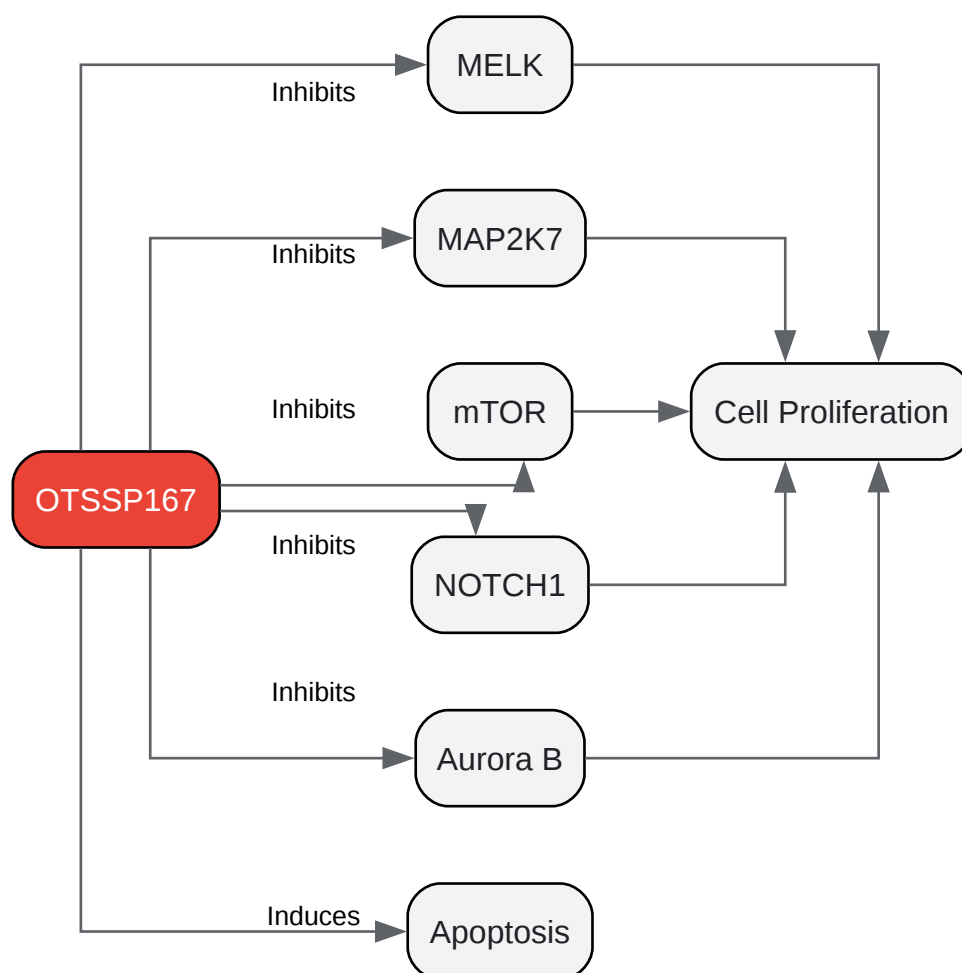 MELK
Inhibits
MAP2K7
Inhibits
Inhibits
mTOR
Cell Proliferation
OTSSP167
Inhibits
NOTCH1
Inhibits
Aurora B
Induces
Apoptosis